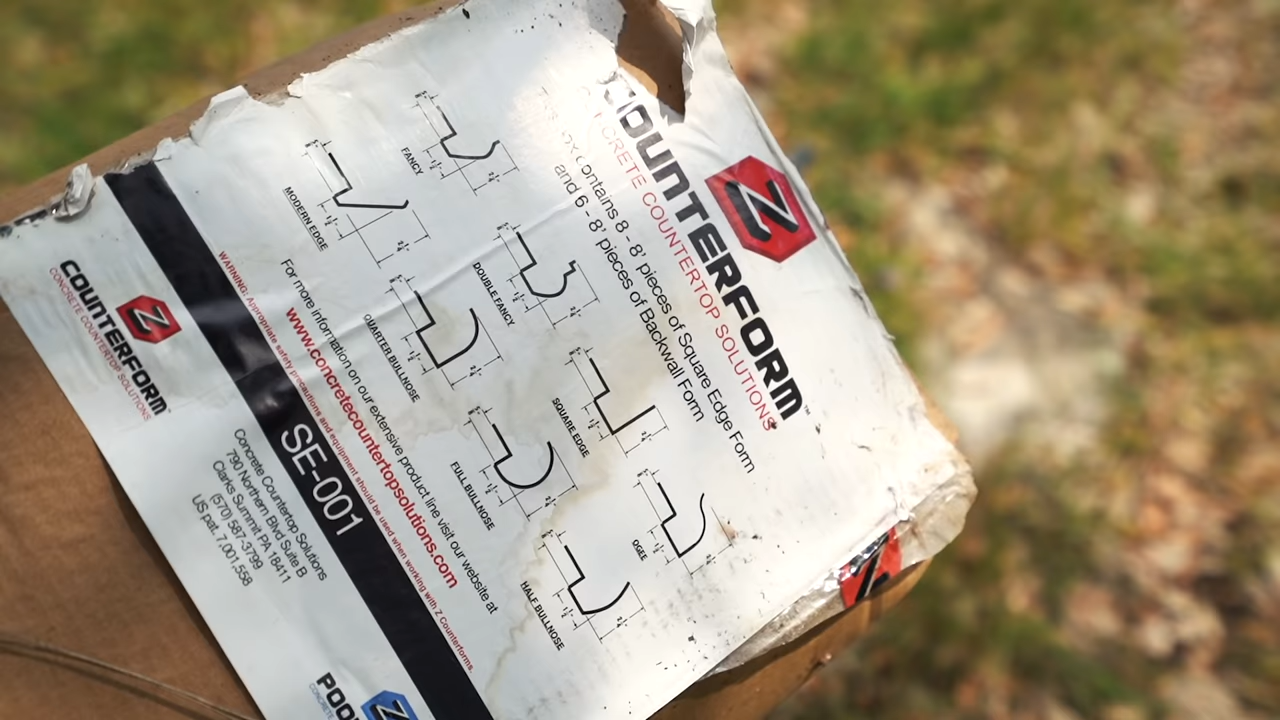 COUNTERFORM™
CONCRETE COUNTERTOP SOLUTIONS
contains 8 - 8' pieces of Square Edge Form
and 6 - 8' pieces of Backwall Form
FANCY
DOUBLE FANCY
SQUARE EDGE
OGEE
MODERN EDGE
QUARTER BULLNOSE
FULL BULLNOSE
HALF BULLNOSE
For more information on our extensive product line visit our website at
www.concretecountertopsolutions.com
WARNING: Appropriate safety precautions and equipment should be used when working with Z Counterforms.
SE-001
COUNTERFORM™
CONCRETE COUNTERTOP SOLUTIONS
Concrete Countertop Solutions
790 Northern Blvd Suite B
Clarks Summit PA 18411
(570) 587-3799
US pat. 7,001,558